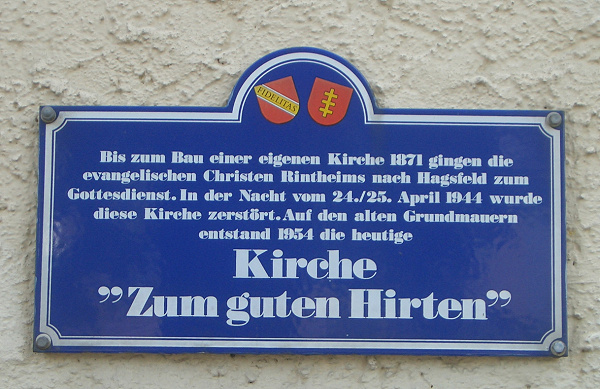 FIDELITAS
Bis zum Bau einer eigenen Kirche 1871 gingen die
evangelischen Christen Rintheims nach Hagsfeld zum
Gottesdienst. In der Nacht vom 24./25. April 1944 wurde
diese Kirche zerstört. Auf den alten Grundmauern
entstand 1954 die heutige
Kirche
”Zum guten Hirten”